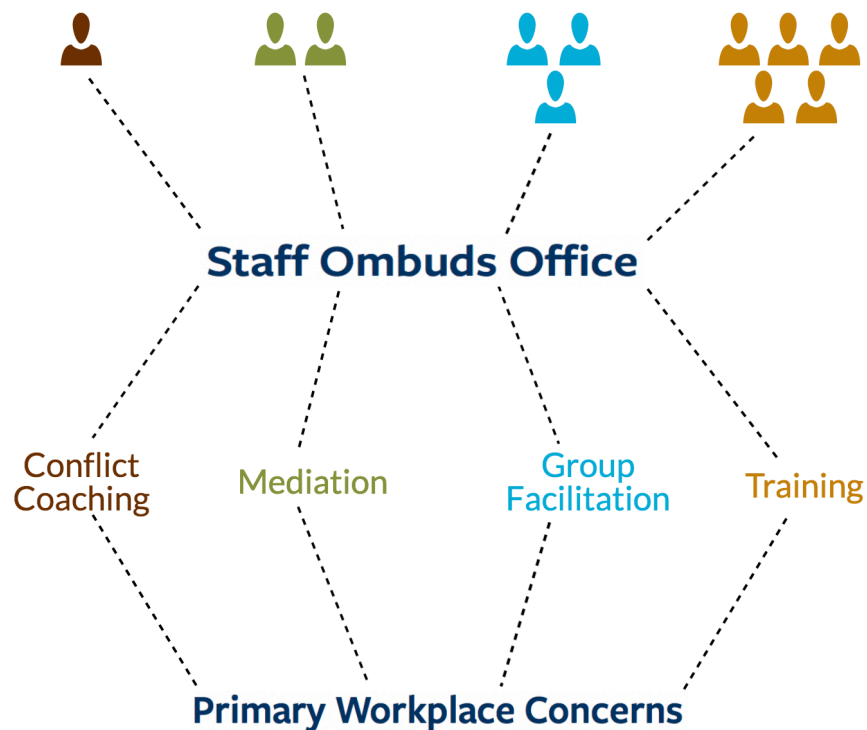 Staff Ombuds Office
Conflict
Coaching
Mediation
Group
Facilitation
Training
Primary Workplace Concerns